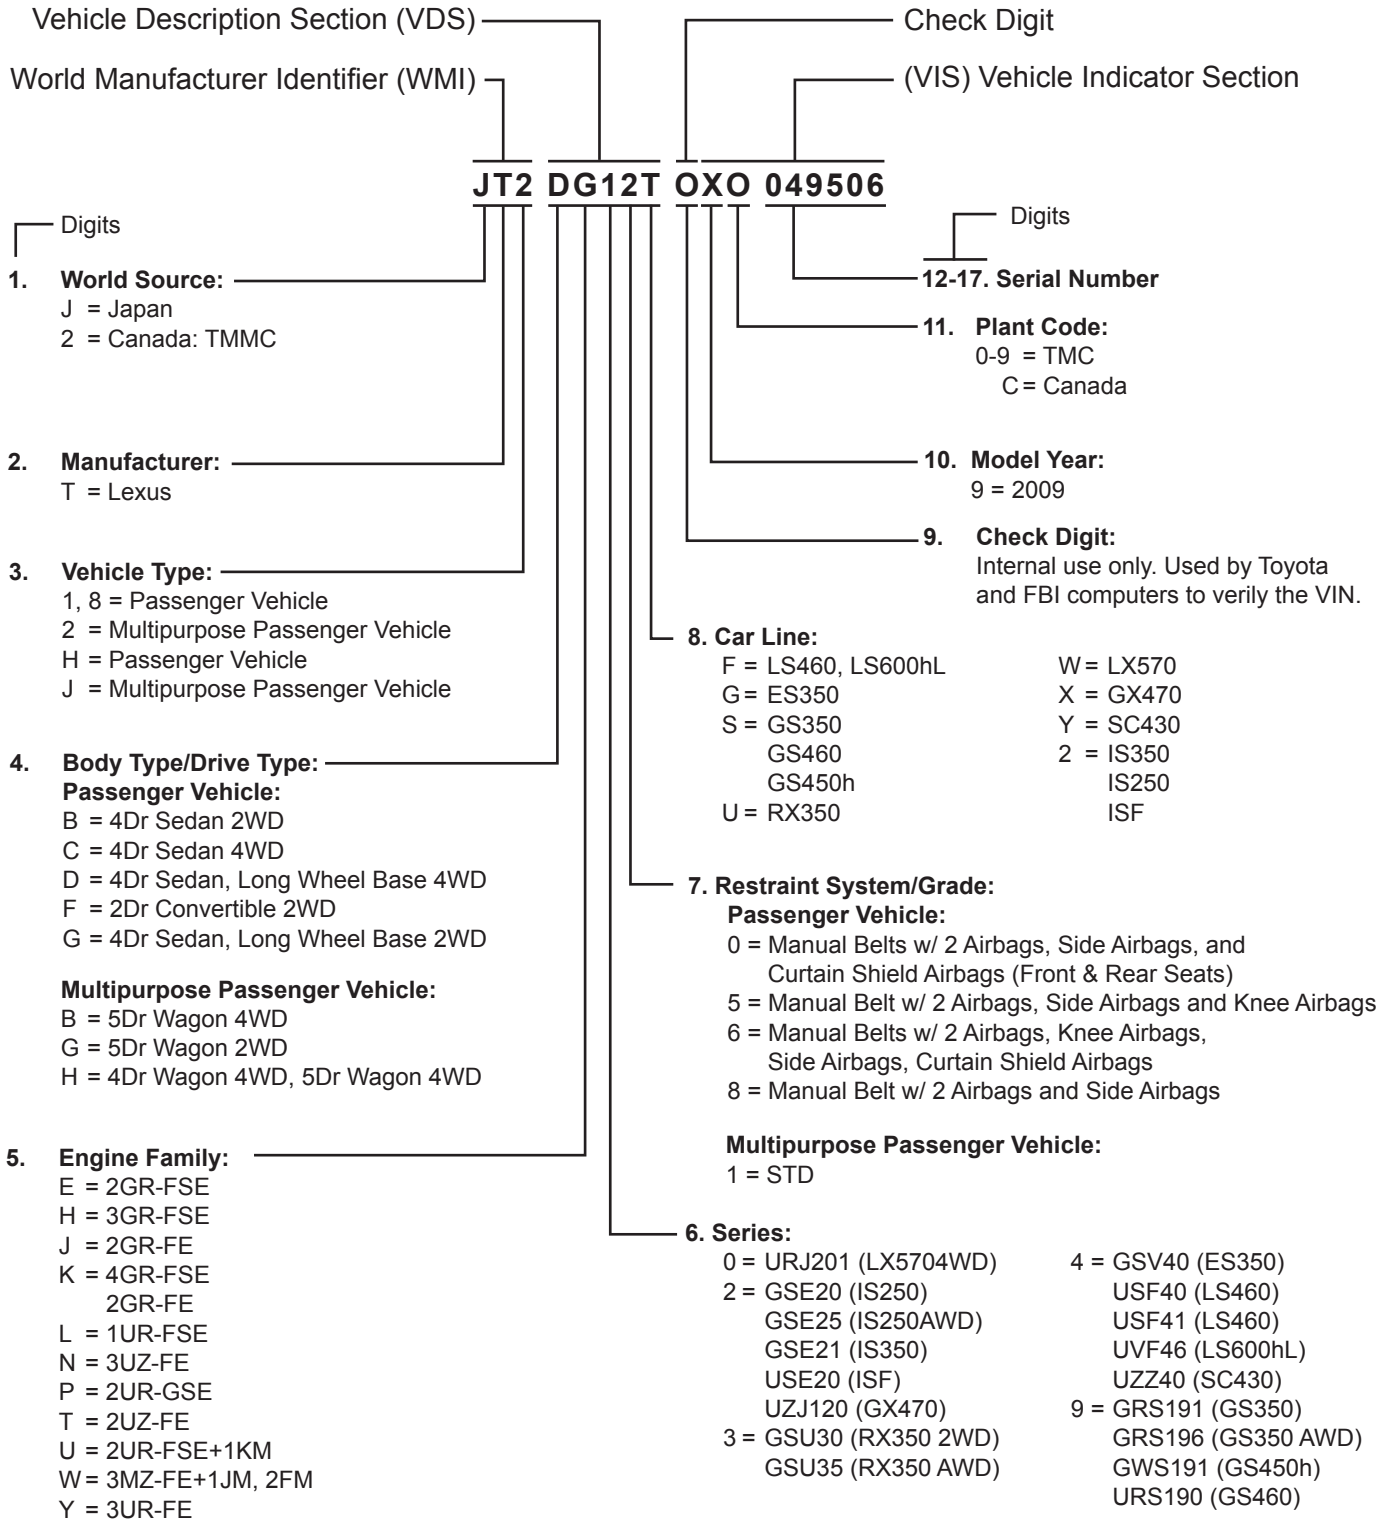 Vehicle Description Section (VDS)
Check Digit
World Manufacturer Identifier (WMI)
(VIS) Vehicle Indicator Section
JT2 DG12T OXO 049506
Digits
1. World Source:
J = Japan
2 = Canada: TMMC
2. Manufacturer:
T = Lexus
3. Vehicle Type:
1, 8 = Passenger Vehicle
2 = Multipurpose Passenger Vehicle
H = Passenger Vehicle
J = Multipurpose Passenger Vehicle
4. Body Type/Drive Type:
Passenger Vehicle:
B = 4Dr Sedan 2WD
C = 4Dr Sedan 4WD
D = 4Dr Sedan, Long Wheel Base 4WD
F = 2Dr Convertible 2WD
G = 4Dr Sedan, Long Wheel Base 2WD
Multipurpose Passenger Vehicle:
B = 5Dr Wagon 4WD
G = 5Dr Wagon 2WD
H = 4Dr Wagon 4WD, 5Dr Wagon 4WD
5. Engine Family:
E = 2GR-FSE
H = 3GR-FSE
J = 2GR-FE
K = 4GR-FSE
2GR-FE
L = 1UR-FSE
N = 3UZ-FE
P = 2UR-GSE
T = 2UZ-FE
U = 2UR-FSE+1KM
W = 3MZ-FE+1JM, 2FM
Y = 3UR-FE
Digits
12-17. Serial Number
11. Plant Code:
0-9 = TMC
C = Canada
10. Model Year:
9 = 2009
9. Check Digit:
Internal use only. Used by Toyota
and FBI computers to verily the VIN.
8. Car Line:
F = LS460, LS600hL
G = ES350
S = GS350
GS460
GS450h
U = RX350
W = LX570
X = GX470
Y = SC430
2 = IS350
IS250
ISF
7. Restraint System/Grade:
Passenger Vehicle:
0 = Manual Belts w/ 2 Airbags, Side Airbags, and
Curtain Shield Airbags (Front & Rear Seats)
5 = Manual Belt w/ 2 Airbags, Side Airbags and Knee Airbags
6 = Manual Belts w/ 2 Airbags, Knee Airbags,
Side Airbags, Curtain Shield Airbags
8 = Manual Belt w/ 2 Airbags and Side Airbags
Multipurpose Passenger Vehicle:
1 = STD
6. Series:
0 = URJ201 (LX5704WD)
2 = GSE20 (IS250)
GSE25 (IS250AWD)
GSE21 (IS350)
USE20 (ISF)
UZJ120 (GX470)
3 = GSU30 (RX350 2WD)
GSU35 (RX350 AWD)
4 = GSV40 (ES350)
USF40 (LS460)
USF41 (LS460)
UVF46 (LS600hL)
UZZ40 (SC430)
9 = GRS191 (GS350)
GRS196 (GS350 AWD)
GWS191 (GS450h)
URS190 (GS460)